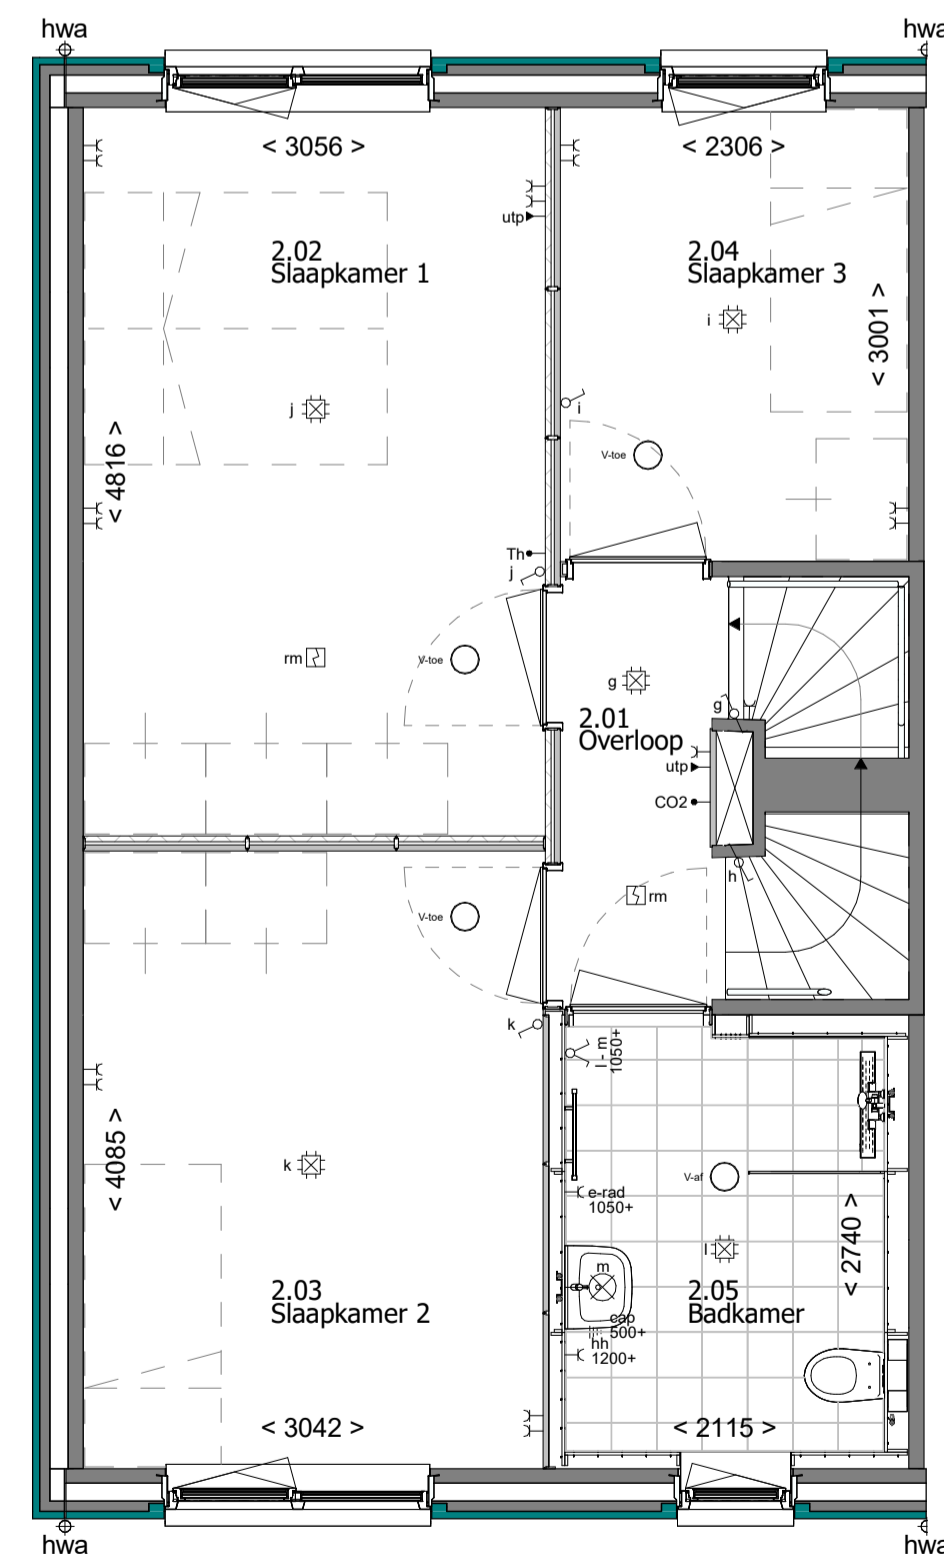 hwa
hwa
< 3056 >
< 2306 >
utp
2.02
Slaapkamer 1
2.04
Slaapkamer 3
i
< 3001 >
j
i
< 4816 >
V-toe
Th
j
rm
V-toe
g
g
2.01
Overloop
utp
CO2
h
rm
V-toe
k
l - m
1050+
k
< 4085 >
V-af
e-rad
1050+
< 2740 >
l
m
2.03
Slaapkamer 2
2.05
Badkamer
cap
500+
hh
1200+
< 3042 >
< 2115 >
hwa
hwa